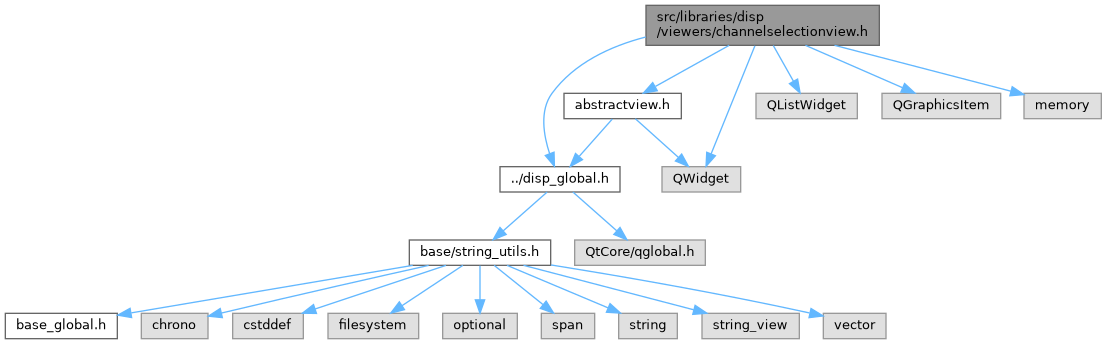 src/libraries/disp
/viewers/channelselectionview.h
abstractview.h
QListWidget
QGraphicsItem
memory
../disp_global.h
QWidget
base/string_utils.h
QtCore/qglobal.h
base_global.h
chrono
cstddef
filesystem
optional
span
string
string_view
vector